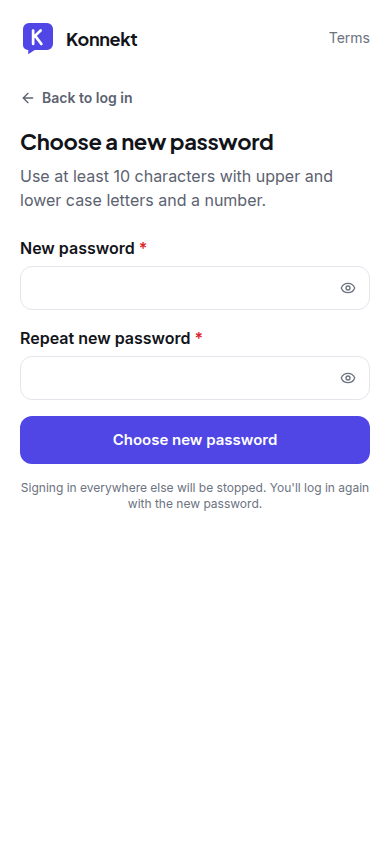 Konnekt
Terms
Back to log in
Choose a new password
Use at least 10 characters with upper and
lower case letters and a number.
New password *
Repeat new password *
Choose new password
Signing in everywhere else will be stopped. You'll log in again
with the new password.